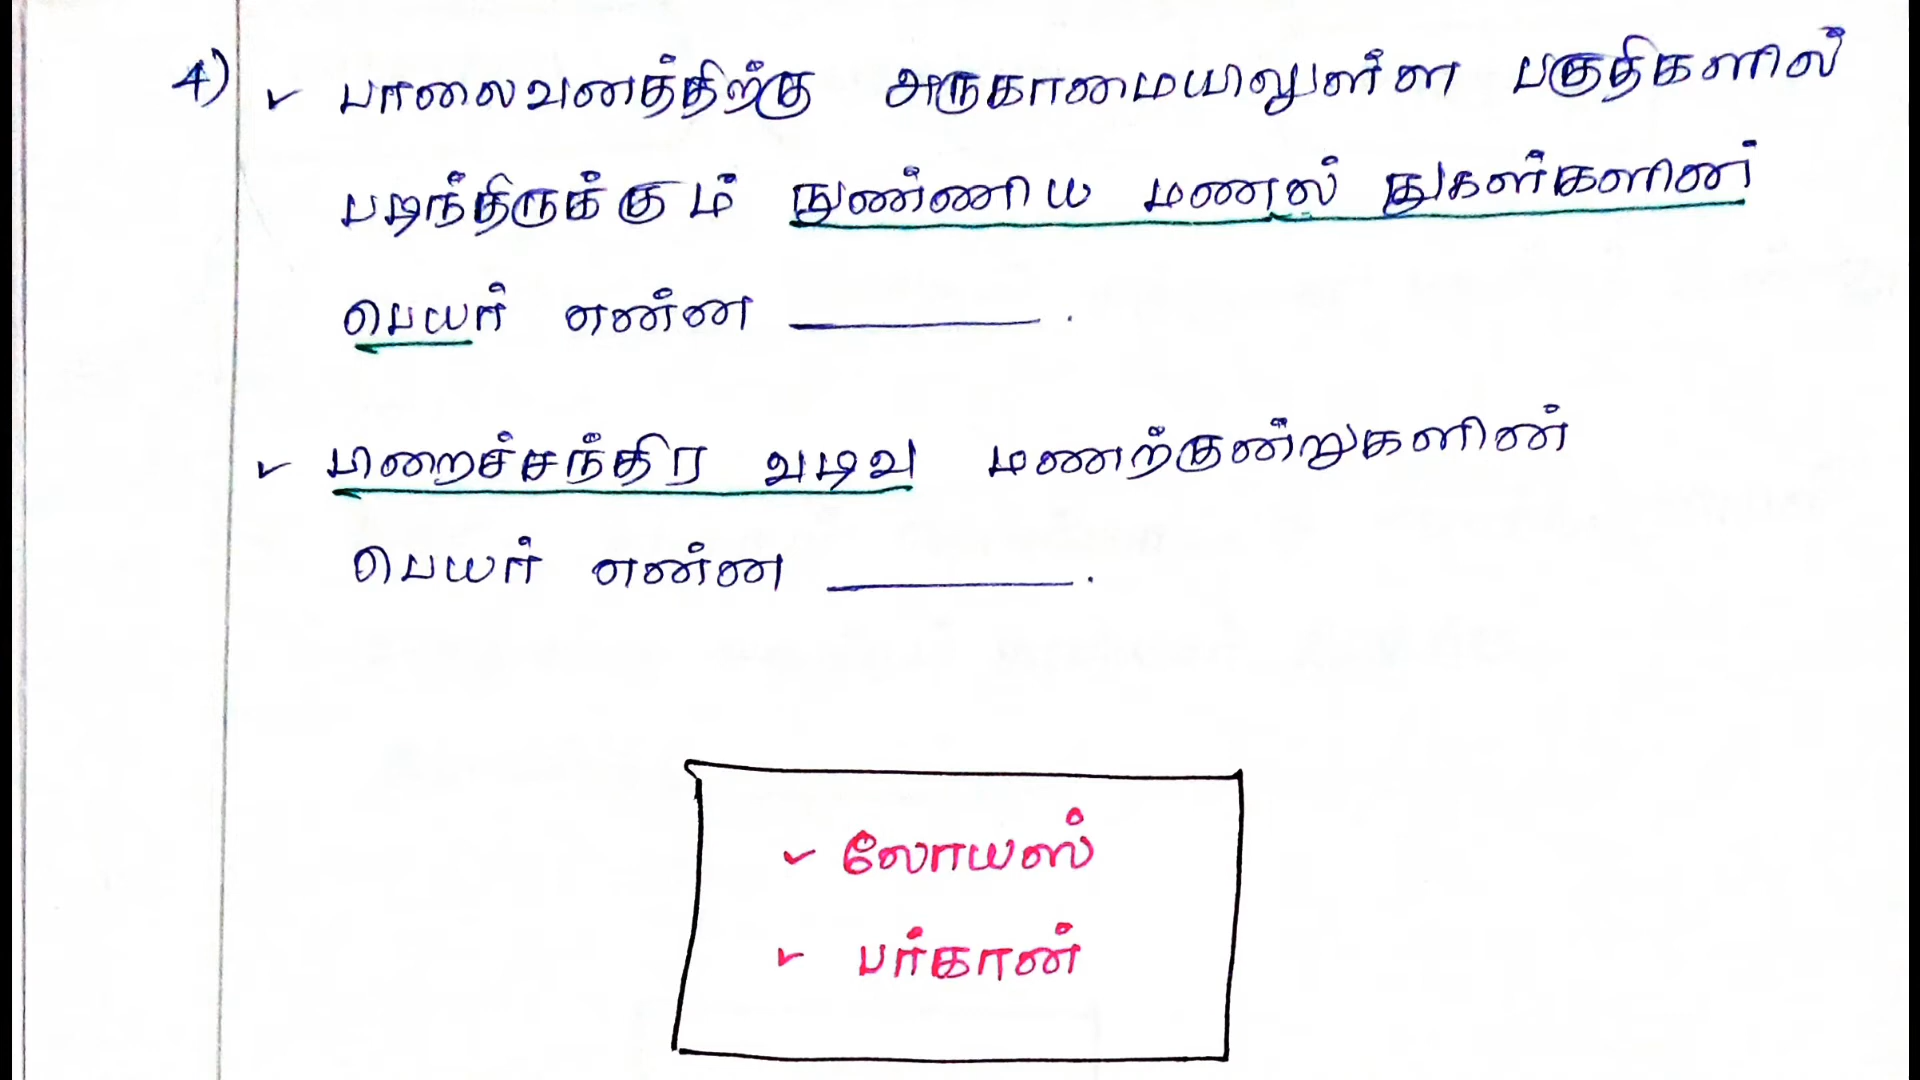 4) ✓ பாலைவனத்திற்கு அருகாமையிலுள்ள பகுதிகளில்
படிந்திருக்கும் நுண்ணிய மணல் துகள்களின்
பெயர் என்ன ________ .
✓ பிறைச்சந்திர வடிவ மணற்குன்றுகளின்
பெயர் என்ன ________ .
✓ லோயஸ்
✓ பர்கான்